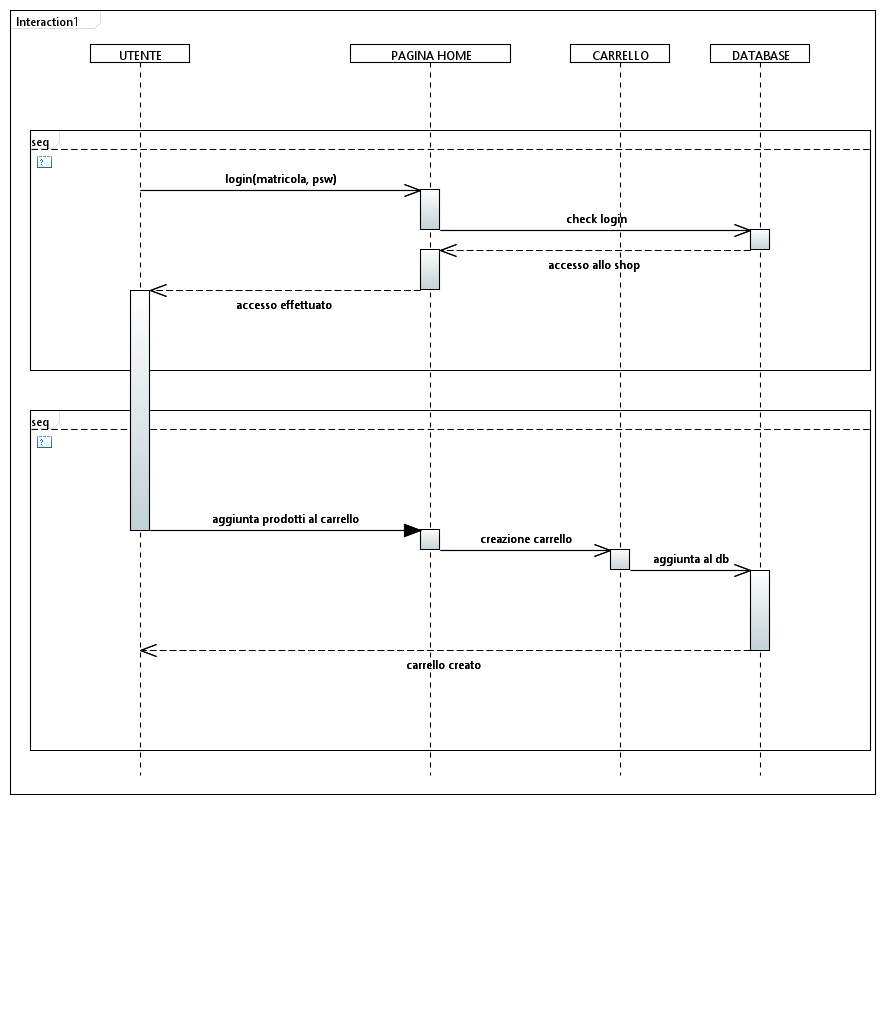 Interaction1
UTENTE
PAGINA HOME
CARRELLO
DATABASE
seq
?
login(matricola, psw)
check login
accesso allo shop
accesso effettuato
seq
?
aggiunta prodotti al carrello
creazione carrello
aggiunta al db
carrello creato